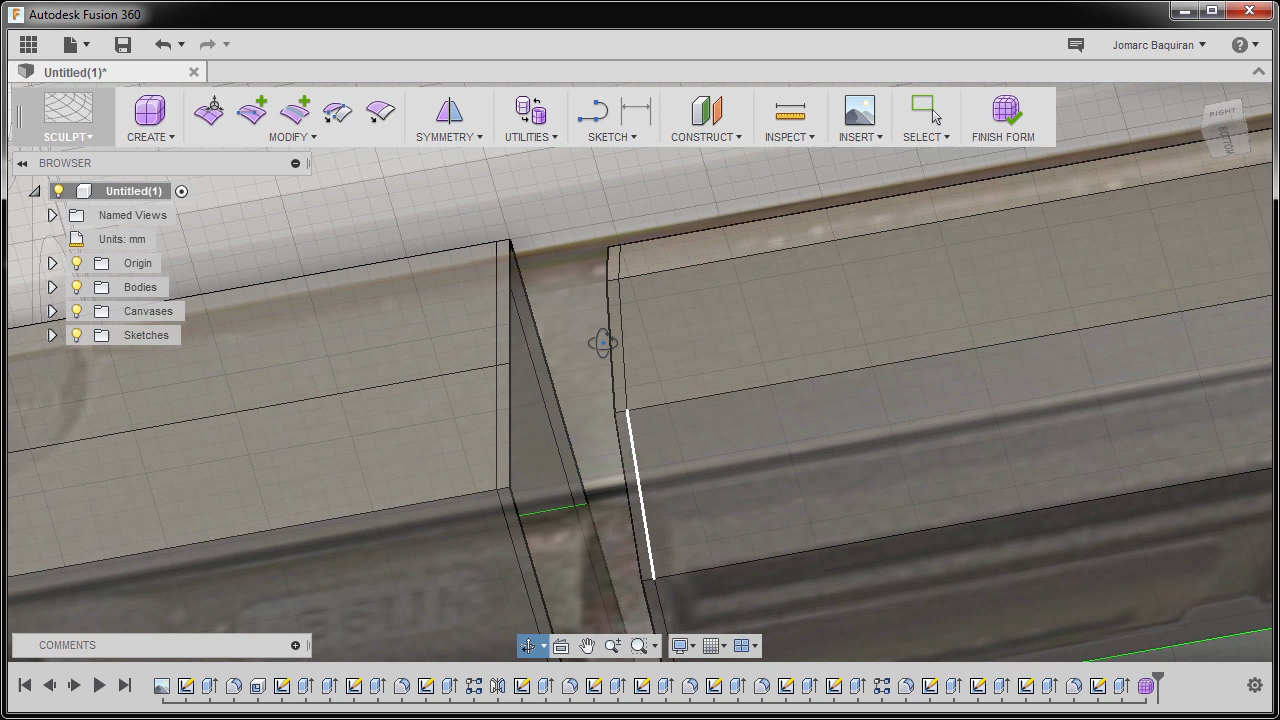 Autodesk Fusion 360
Jomarc Baquiran
Untitled(1)*
SCULPT
CREATE
MODIFY
SYMMETRY
UTILITIES
SKETCH
CONSTRUCT
INSPECT
INSERT
SELECT
FINISH FORM
RIGHT
BOTTOM
BROWSER
Untitled(1)
Named Views
Units: mm
Origin
Bodies
Canvases
Sketches
COMMENTS